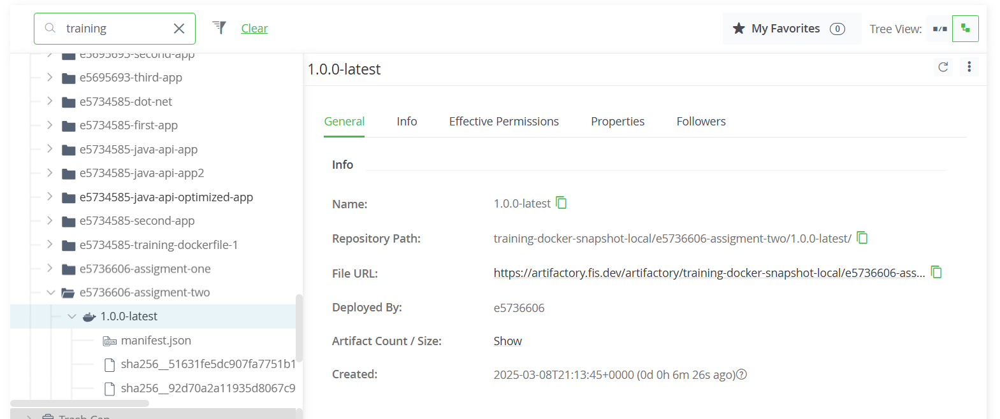 training
Clear
My Favorites 0
Tree View:
e5695693-second-app
e5695693-third-app
e5734585-dot-net
e5734585-first-app
e5734585-java-api-app
e5734585-java-api-app2
e5734585-java-api-optimized-app
e5734585-second-app
e5734585-training-dockerfile-1
e5736606-assigment-one
e5736606-assigment-two
1.0.0-latest
manifest.json
sha256__51631fe5dc907fa7751b1
sha256__92d70a2a11935d8067c9
Trash Can
1.0.0-latest
General Info Effective Permissions Properties Followers
Info
Name: 1.0.0-latest
Repository Path: training-docker-snapshot-local/e5736606-assigment-two/1.0.0-latest/
File URL: https://artifactory.fis.dev/artifactory/training-docker-snapshot-local/e5736606-ass...
Deployed By: e5736606
Artifact Count / Size: Show
Created: 2025-03-08T21:13:45+0000 (0d 0h 6m 26s ago)